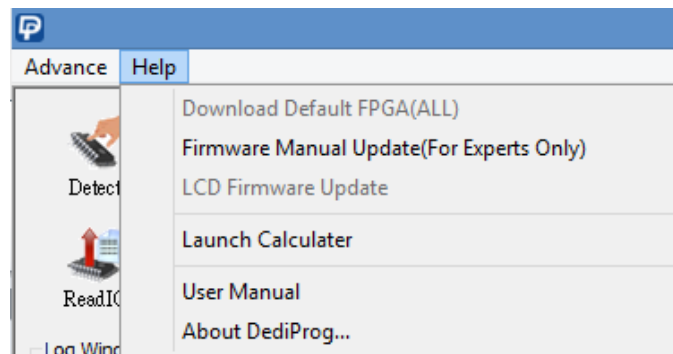 Advance Help
Download Default FPGA(ALL)
Firmware Manual Update(For Experts Only)
Detect
LCD Firmware Update
Launch Calculater
ReadI
User Manual
About DediProg...
Log Wind